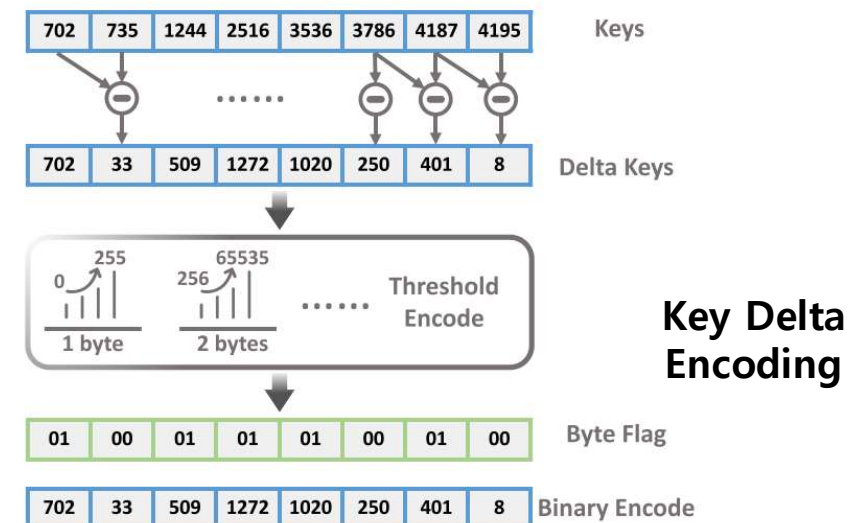 702 735 1244 2516 3536 3786 4187 4195 Keys
......
702 33 509 1272 1020 250 401 8 Delta Keys
0 255 256 65535
...... Threshold Encode
1 byte 2 bytes
Key Delta
Encoding
01 00 01 01 01 00 01 00 Byte Flag
702 33 509 1272 1020 250 401 8 Binary Encode